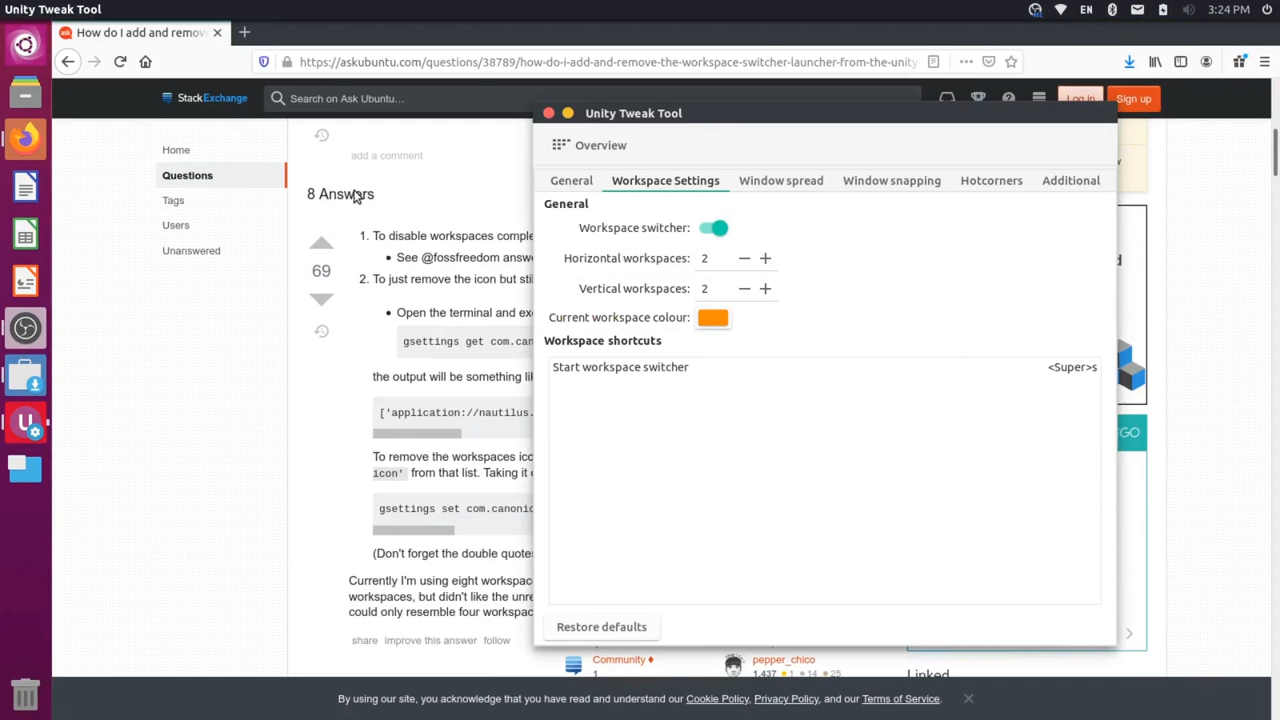 Unity Tweak Tool
EN
3:24 PM
How do I add and remov
https://askubuntu.com/questions/38789/how-do-i-add-and-remove-the-workspace-switcher-launcher-from-the-unity-
StackExchange
Search on Ask Ubuntu…
Log in
Sign up
Home
Questions
Tags
Users
Unanswered
add a comment
8 Answers
69
1. To disable workspaces comple
See @fossfreedom answ
2. To just remove the icon but sti
Open the terminal and ex
gsettings get com.can
the output will be something li
['application://nautilus.
To remove the workspaces ico
icon' from that list. Taking it
gsettings set com.canonic
(Don't forget the double quote
Currently I'm using eight workspac
workspaces, but didn't like the unre
could only resemble four workspac
share improve this answer follow
Community
1
pepper_chico
1,437 1 14 25
Linked
GO
Unity Tweak Tool
Overview
General
Workspace Settings
Window spread
Window snapping
Hotcorners
Additional
General
Workspace switcher:
Horizontal workspaces: 2
Vertical workspaces: 2
Current workspace colour:
Workspace shortcuts
Start workspace switcher <Super>s
Restore defaults
By using our site, you acknowledge that you have read and understand our Cookie Policy, Privacy Policy, and our Terms of Service.